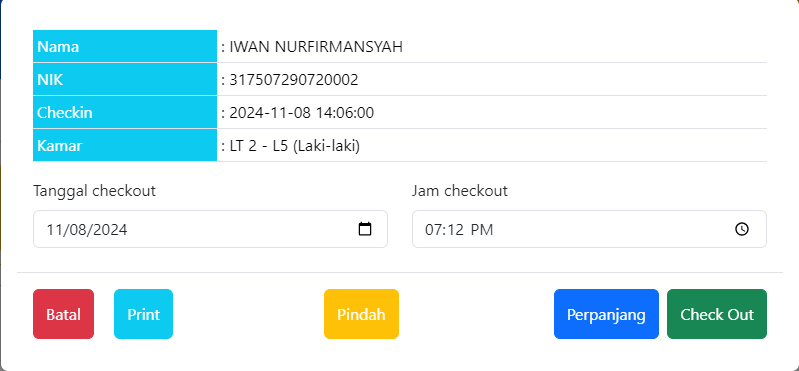 Nama : IWAN NURFIRMANSYAH
NIK : 317507290720002
Checkin : 2024-11-08 14:06:00
Kamar : LT 2 - L5 (Laki-laki)
Tanggal checkout Jam checkout
11/08/2024 07:12 PM
Batal Print Pindah Perpanjang Check Out